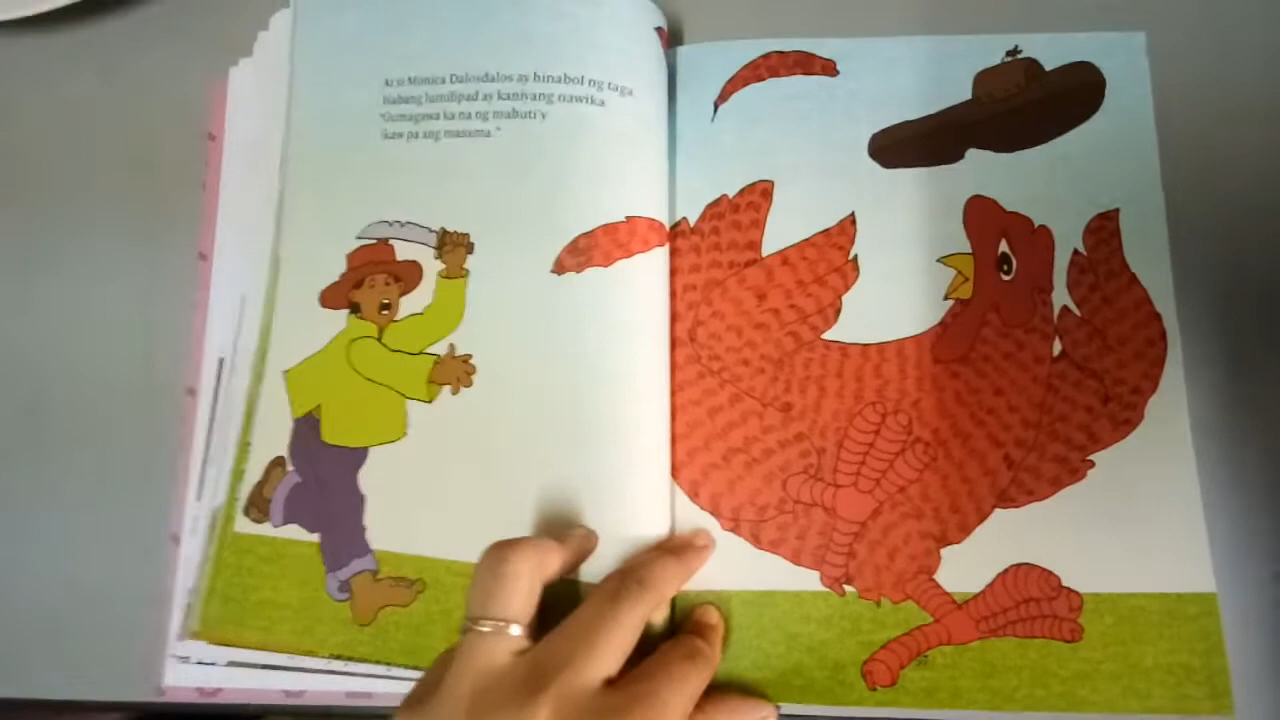 At si Monica Dalosdalos ay hinabol ng taga
Habang lumilipad ay kaniyang nawika
"Gumagawa ka na ng mabuti'y
ikaw pa ang masama."